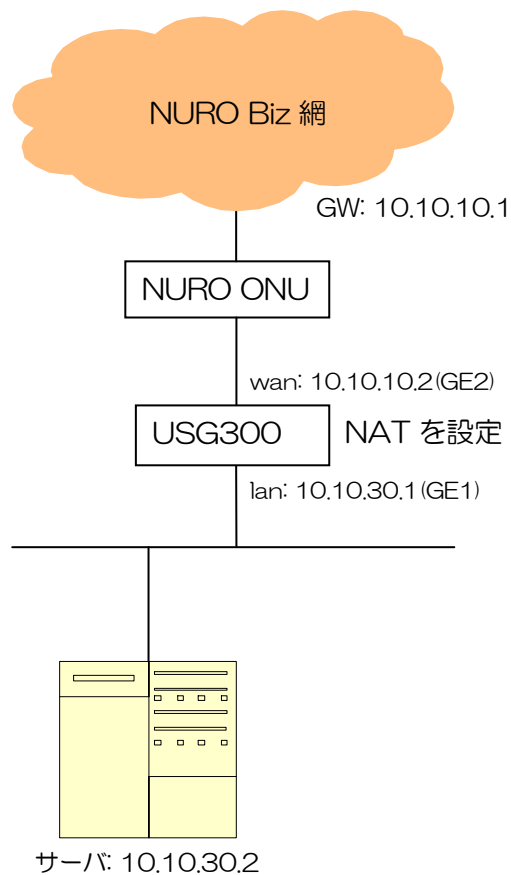 NURO Biz 網
GW: 10.10.10.1
NURO ONU
wan: 10.10.10.2(GE2)
USG300
NAT を設定
lan: 10.10.30.1(GE1)
サーバ: 10.10.30.2